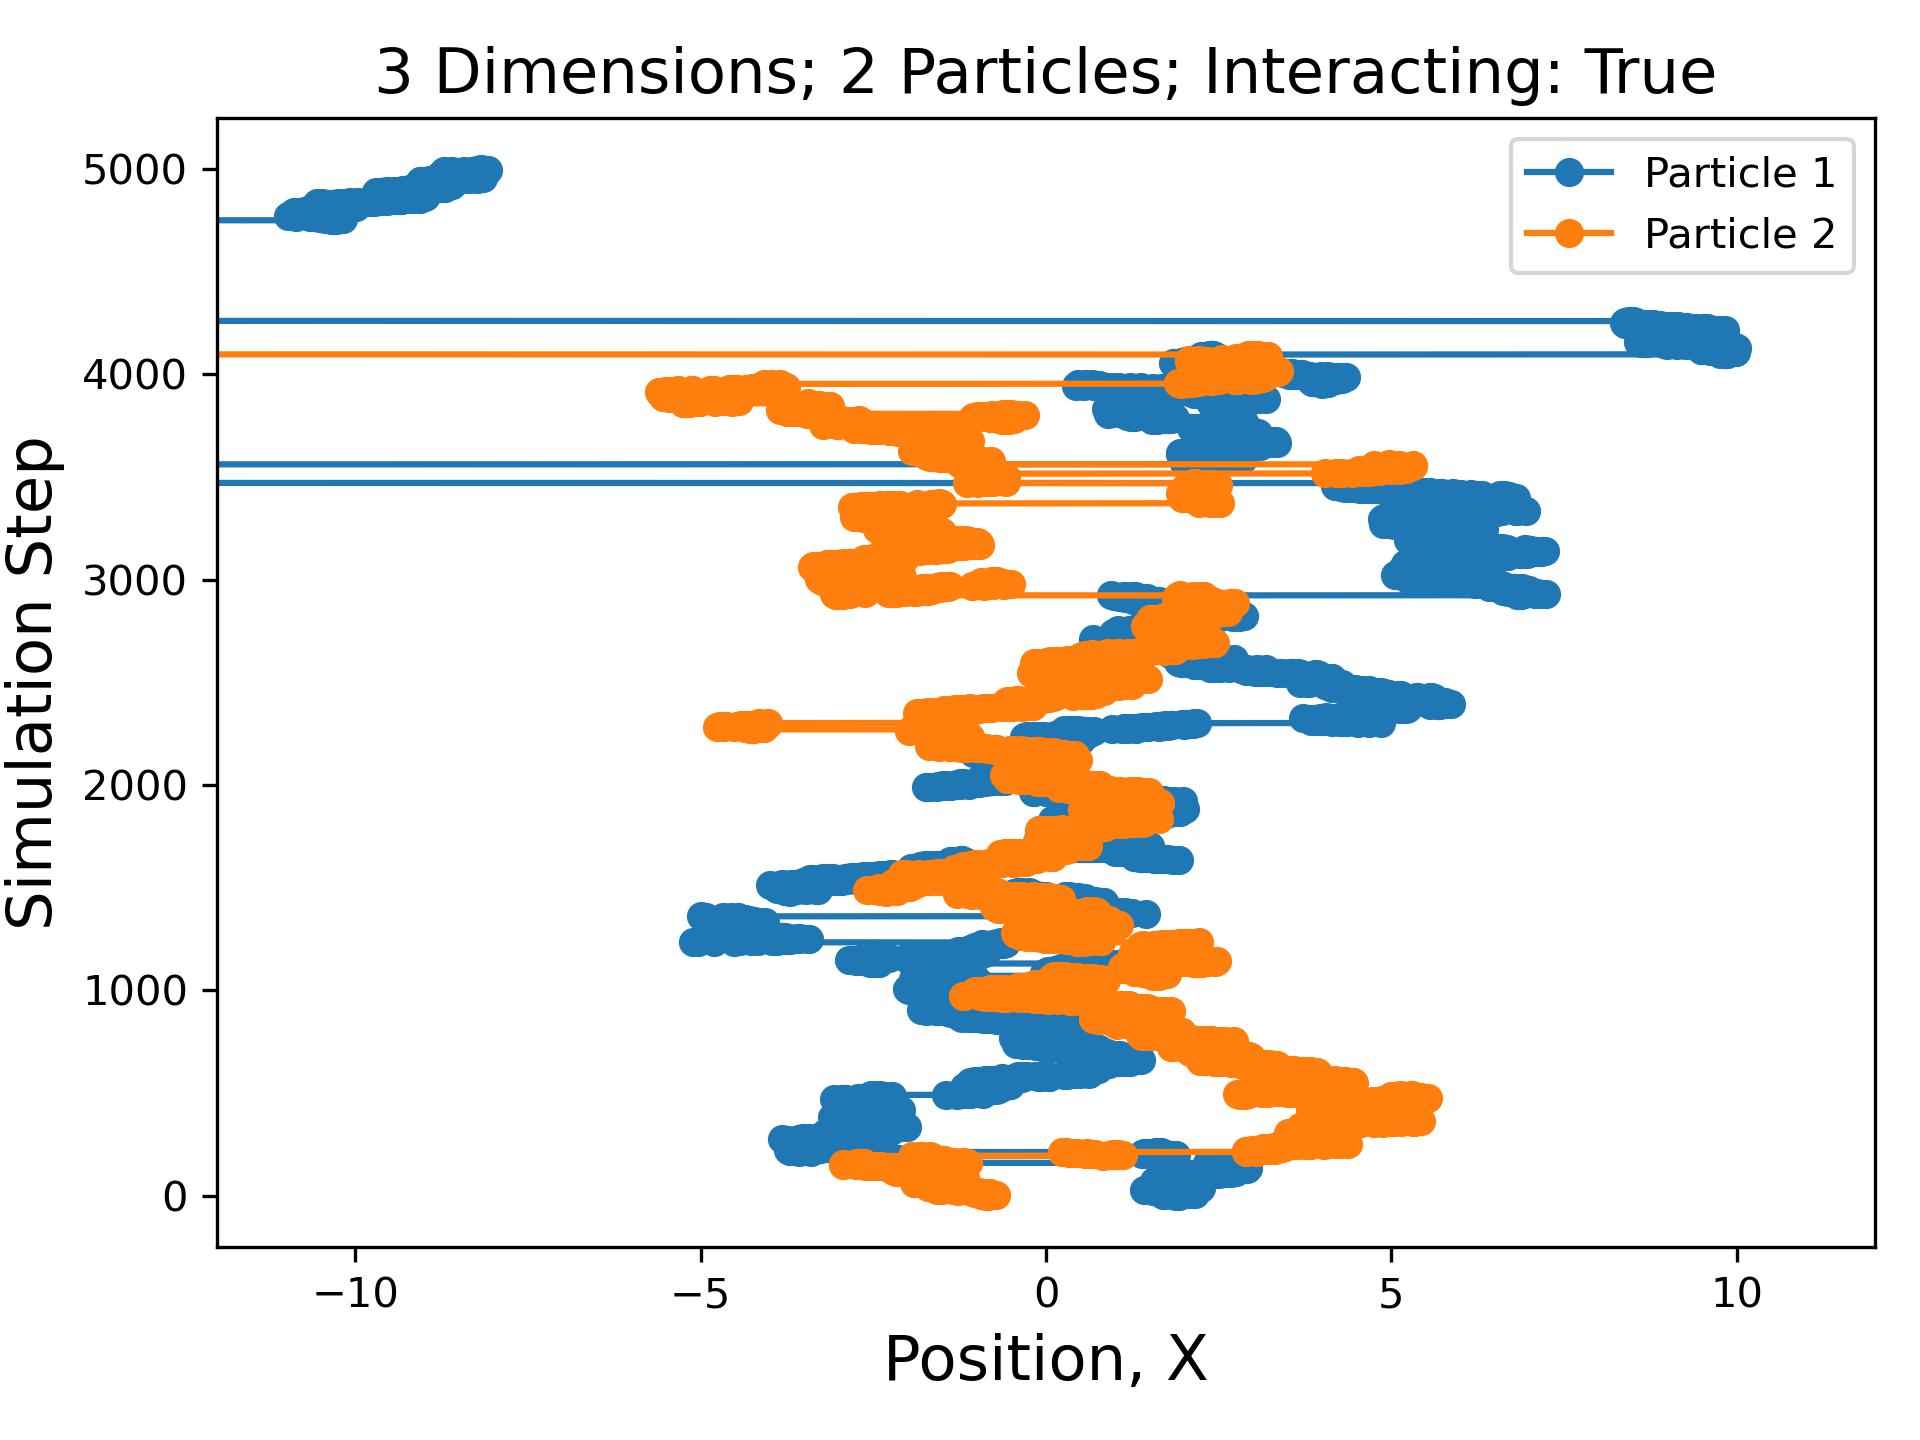 3 Dimensions; 2 Particles; Interacting: True
Particle 1
Particle 2
5000
4000
3000
2000
1000
0
Simulation Step
−10
−5
0
5
10
Position, X